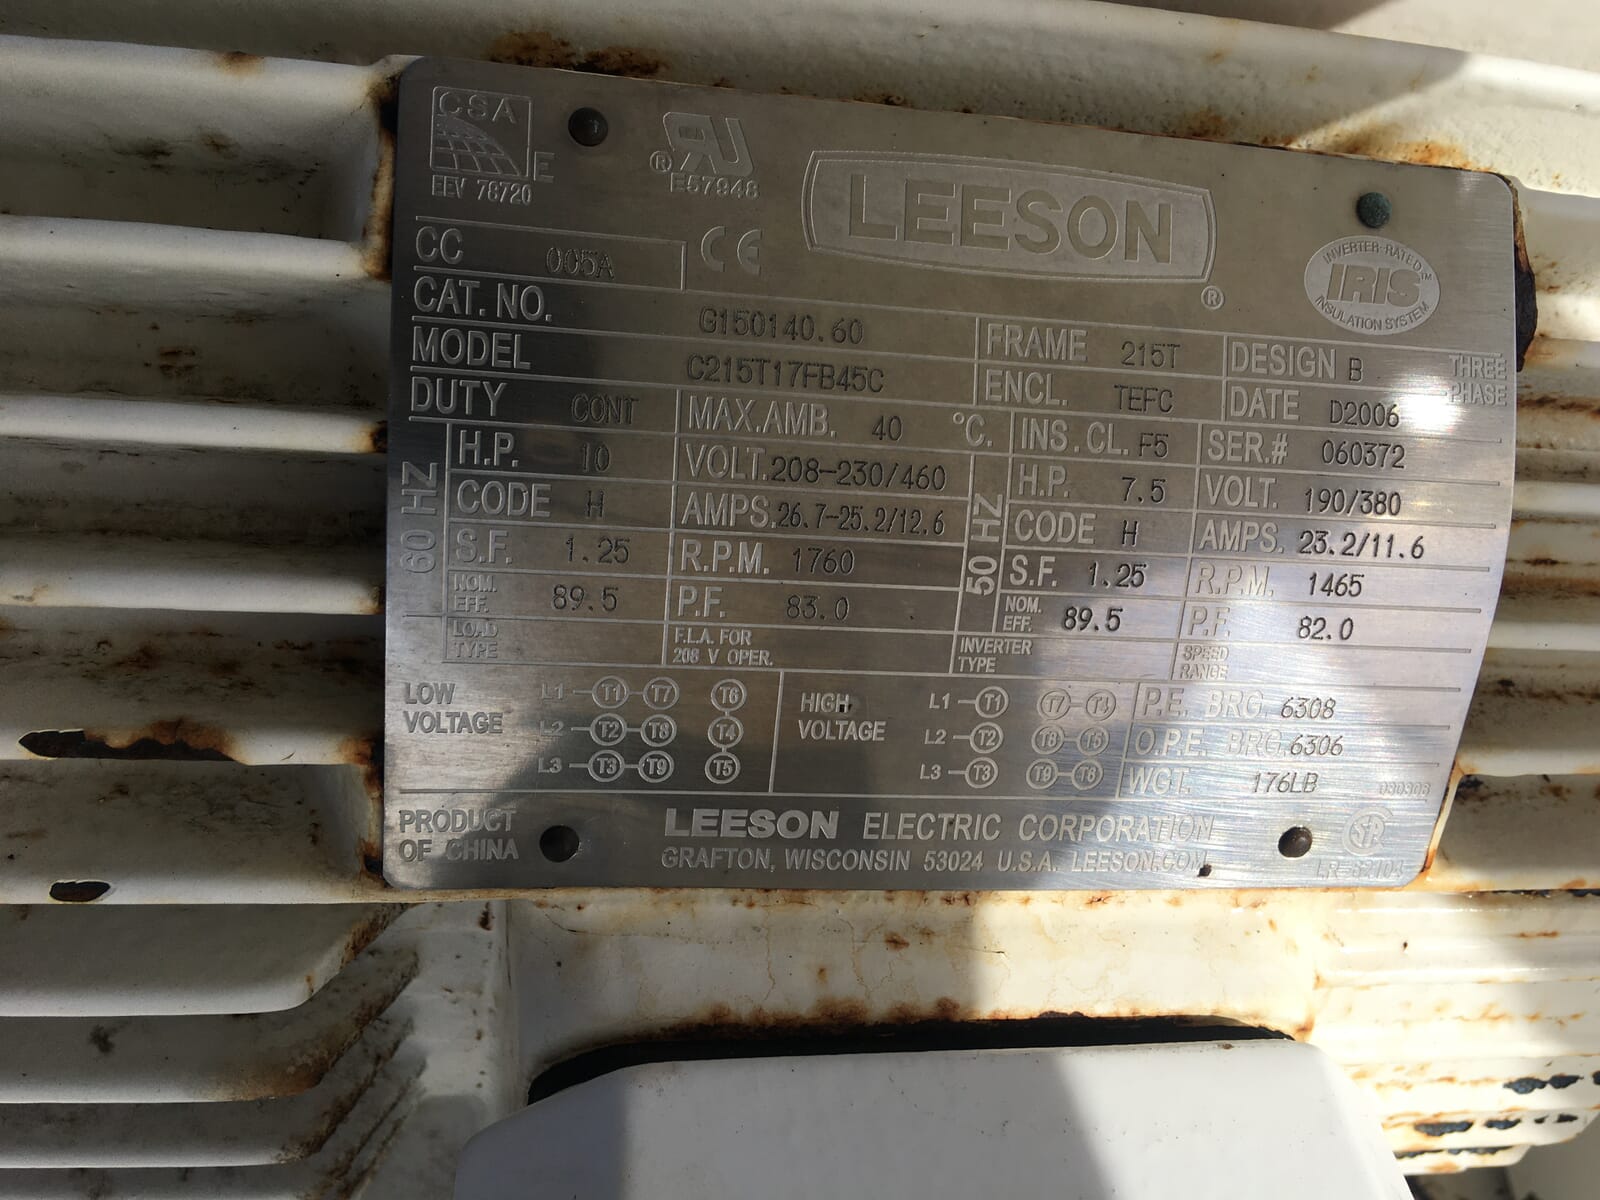 CSA E
EEV 78720
® RU
E57948
LEESON ®
INVERTER RATED™
IRIS
INSULATION SYSTEM
CC 005A CE
CAT. NO. G150140.60 FRAME 215T DESIGN B THREE PHASE
MODEL C215T17FB45C ENCL. TEFC DATE D2006
DUTY CONT MAX.AMB. 40 °C. INS.CL. F5 SER.# 060372
60 HZ H.P. 10 VOLT. 208-230/460 50 HZ H.P. 7.5 VOLT. 190/380
CODE H AMPS. 26.7-25.2/12.6 CODE H AMPS. 23.2/11.6
S.F. 1.25 R.P.M. 1760 S.F. 1.25 R.P.M. 1465
NOM. EFF. 89.5 P.F. 83.0 NOM. EFF. 89.5 P.F. 82.0
LOAD TYPE F.L.A. FOR 208 V OPER. INVERTER TYPE SPEED RANGE
LOW VOLTAGE
L1 T1 T7 T6
L2 T2 T8 T4
L3 T3 T9 T5
HIGH VOLTAGE
L1 T1 T7
L2 T2 T8
L3 T3 T9
P.E. BRG. 6308
O.P.E. BRG. 6306
WGT. 176LB
PRODUCT OF CHINA
LEESON ELECTRIC CORPORATION
GRAFTON, WISCONSIN 53024 U.S.A. LEESON.COM